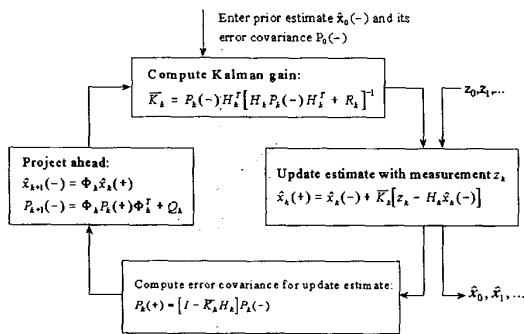 Enter prior estimate x̂₀(−) and its
error covariance P₀(−)
Compute Kalman gain:
K̅ₖ = Pₖ(−)Hₖᵀ[HₖPₖ(−)Hₖᵀ + Rₖ]⁻¹
z₀,z₁,...
Project ahead:
x̂ₖ₊₁(−) = Φₖx̂ₖ(+)
Pₖ₊₁(−) = ΦₖPₖ(+)Φₖᵀ + Qₖ
Update estimate with measurement zₖ
x̂ₖ(+) = x̂ₖ(−) + K̅ₖ[zₖ − Hₖx̂ₖ(−)]
Compute error covariance for update estimate:
Pₖ(+) = [I − K̅ₖHₖ]Pₖ(−)
x̂₀, x̂₁, ...